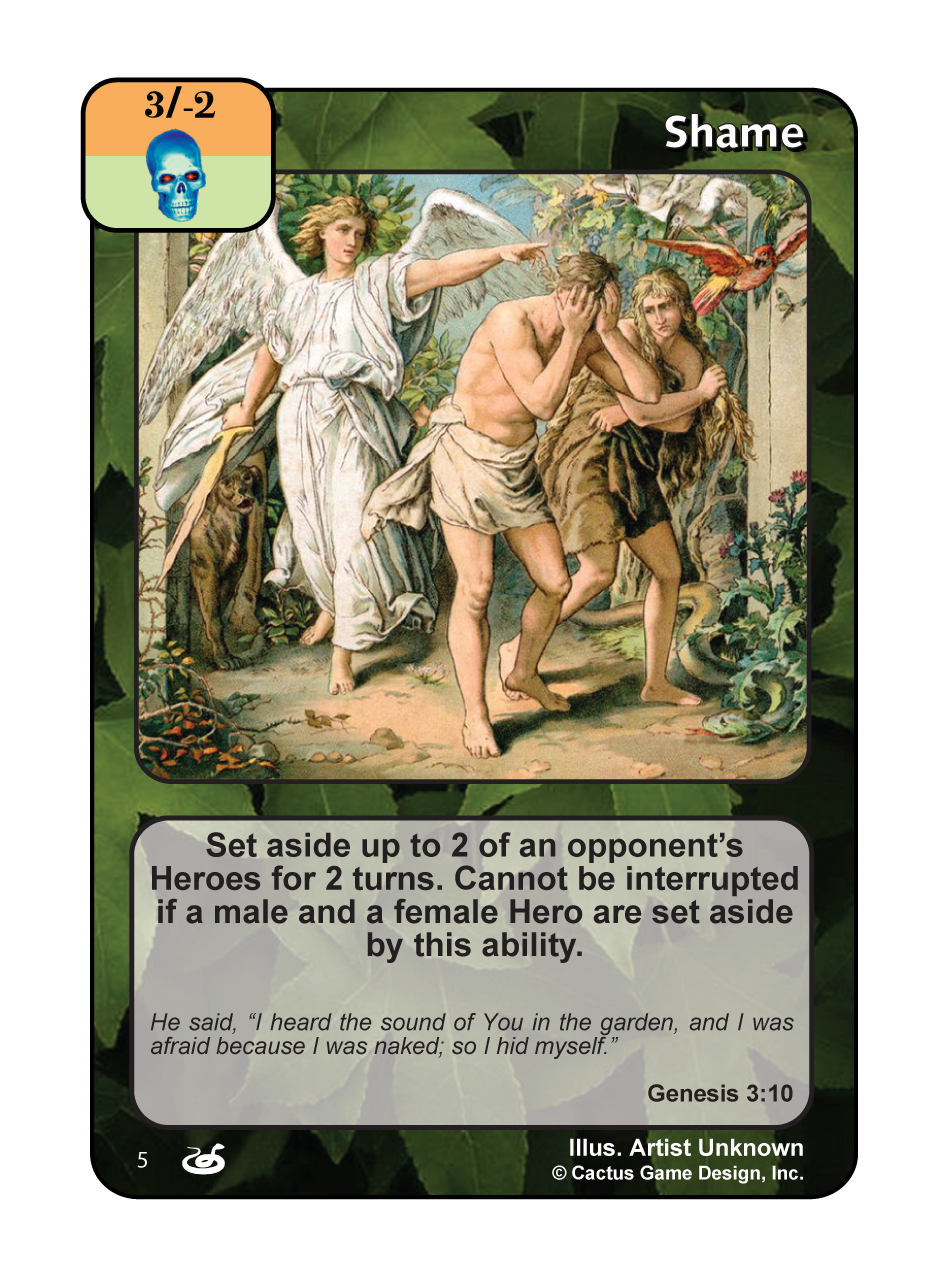 3/-2
Shame
Set aside up to 2 of an opponent’s
Heroes for 2 turns. Cannot be interrupted
if a male and a female Hero are set aside
by this ability.
He said, “I heard the sound of You in the garden, and I was
afraid because I was naked; so I hid myself.”
Genesis 3:10
5
Illus. Artist Unknown
© Cactus Game Design, Inc.